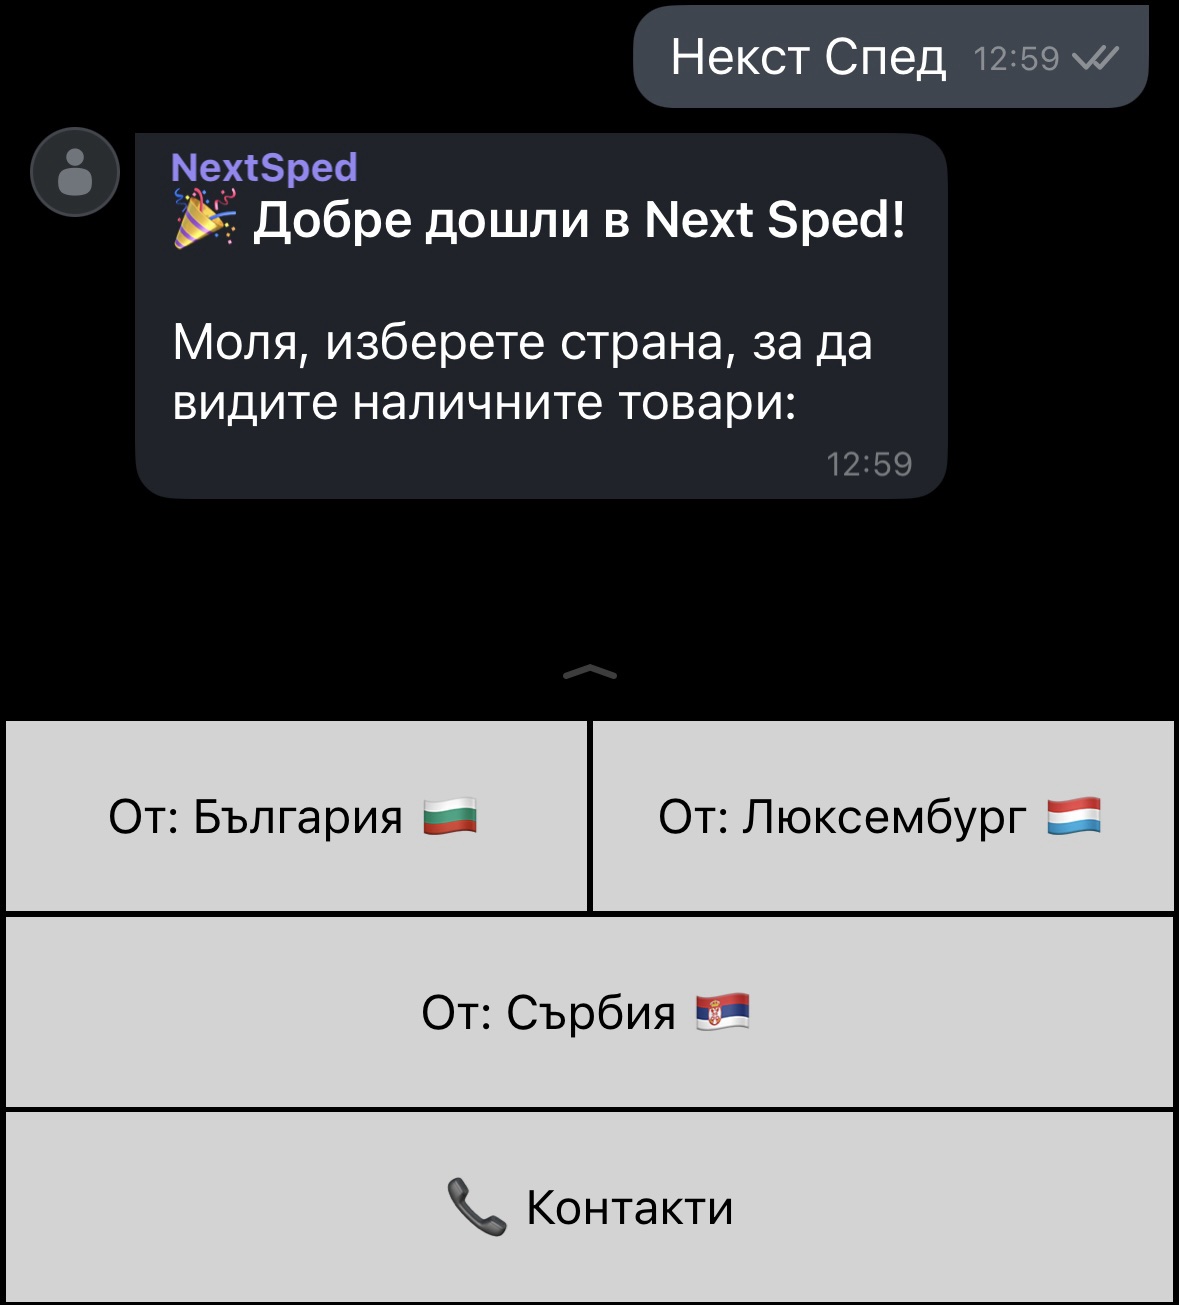 Некст Спед 12:59
NextSped
🎉 Добре дошли в Next Sped!
Моля, изберете страна, за да
видите наличните товари:
12:59
От: България 🇧🇬
От: Люксембург 🇱🇺
От: Сърбия 🇷🇸
📞 Контакти